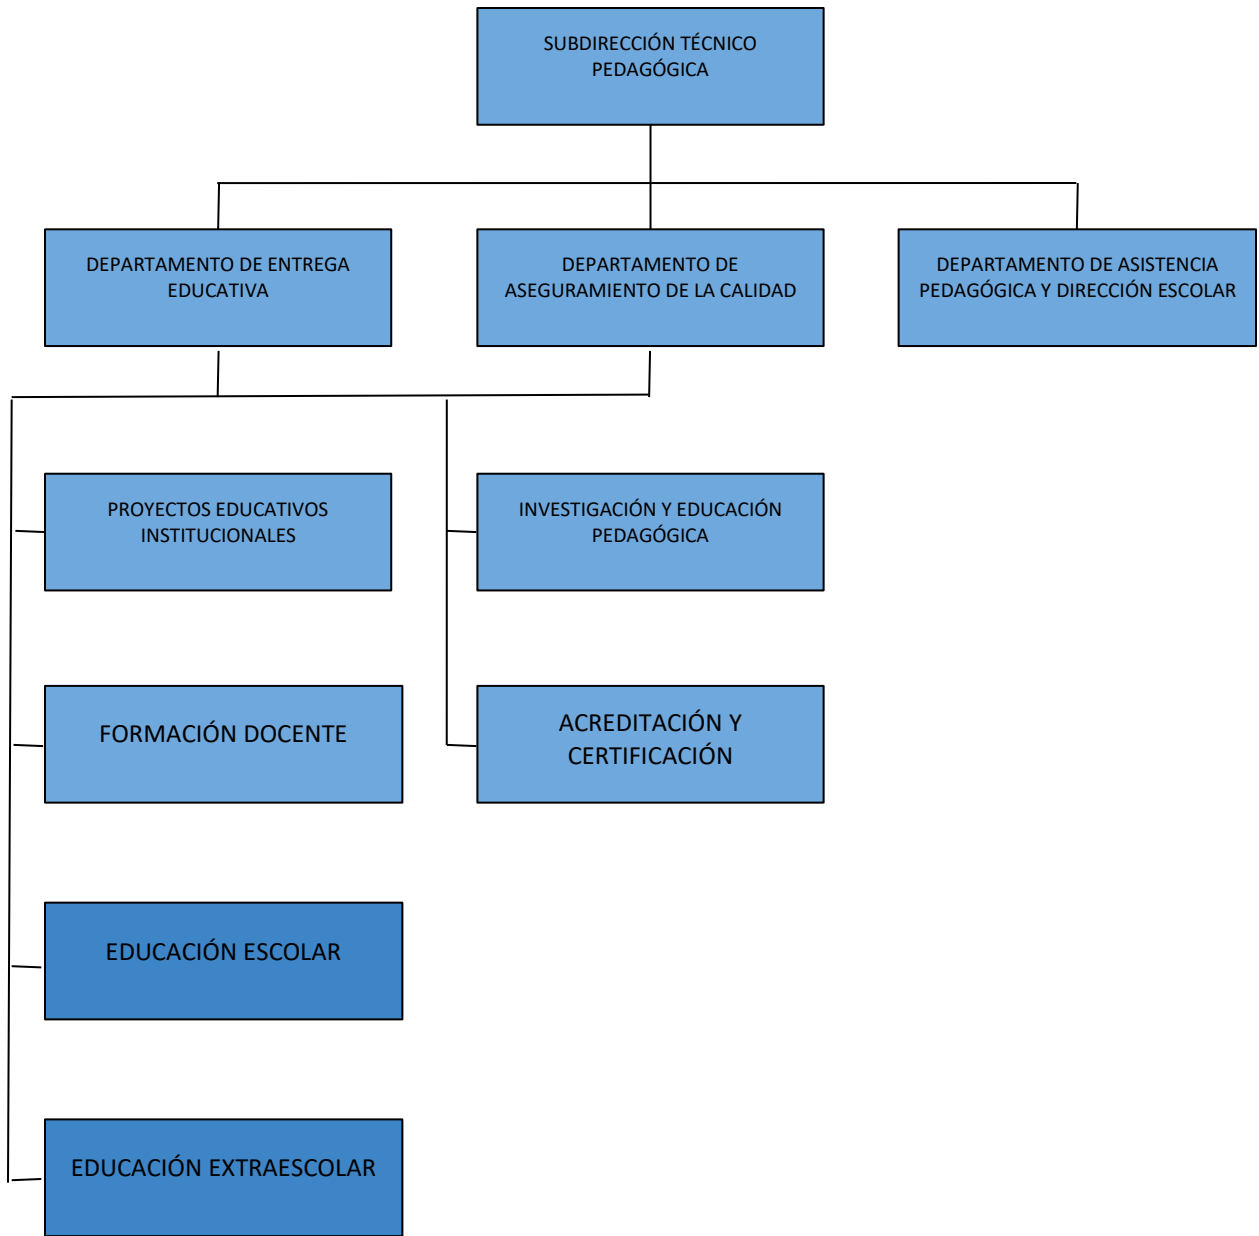 SUBDIRECCIÓN TÉCNICO
PEDAGÓGICA
DEPARTAMENTO DE ENTREGA
EDUCATIVA
DEPARTAMENTO DE
ASEGURAMIENTO DE LA CALIDAD
DEPARTAMENTO DE ASISTENCIA
PEDAGÓGICA Y DIRECCIÓN ESCOLAR
PROYECTOS EDUCATIVOS
INSTITUCIONALES
INVESTIGACIÓN Y EDUCACIÓN
PEDAGÓGICA
FORMACIÓN DOCENTE
ACREDITACIÓN Y
CERTIFICACIÓN
EDUCACIÓN ESCOLAR
EDUCACIÓN EXTRAESCOLAR